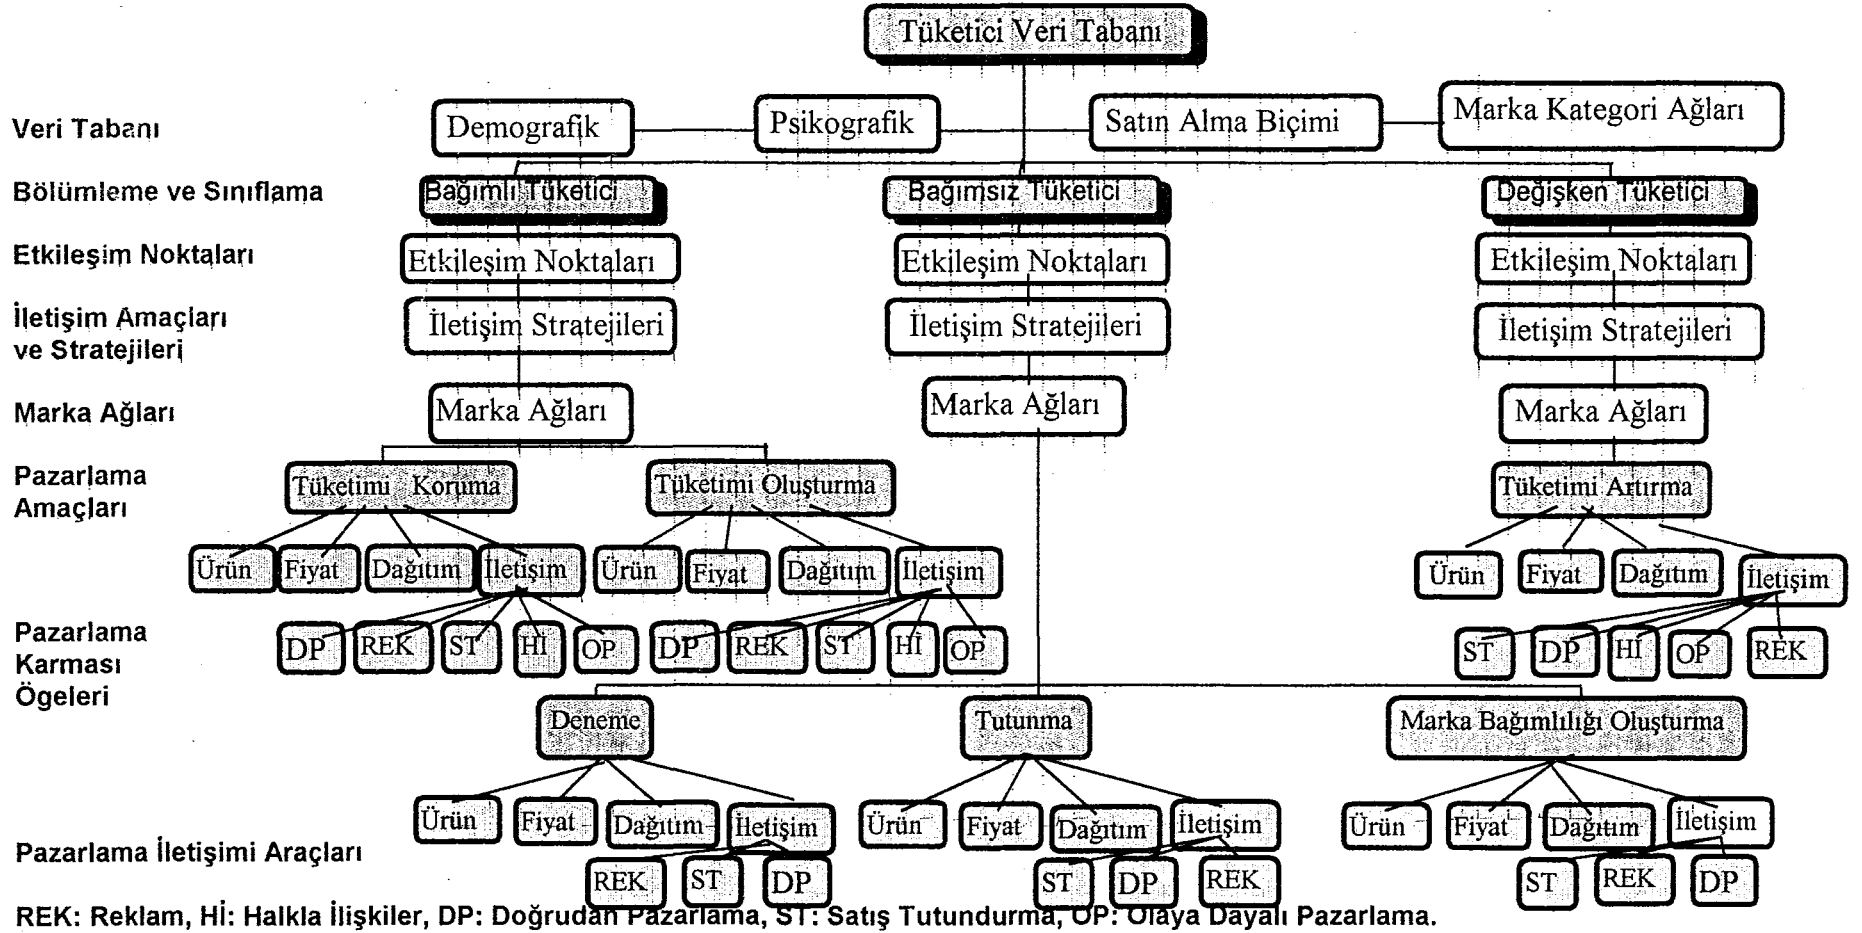 Tüketici Veri Tabanı
Veri Tabanı
Demografik
Psikografik
Satın Alma Biçimi
Marka Kategori Ağları
Bölümleme ve Sınıflama
Bağımlı Tüketici
Bağımsız Tüketici
Değişken Tüketici
Etkileşim Noktaları
Etkileşim Noktaları
Etkileşim Noktaları
Etkileşim Noktaları
İletişim Amaçları
ve Stratejileri
İletişim Stratejileri
İletişim Stratejileri
İletişim Stratejileri
Marka Ağları
Marka Ağları
Marka Ağları
Marka Ağları
Pazarlama
Amaçları
Tüketimi Koruma
Tüketimi Oluşturma
Tüketimi Artırma
Ürün
Fiyat
Dağıtım
İletişim
Ürün
Fiyat
Dağıtım
İletişim
Ürün
Fiyat
Dağıtım
İletişim
Pazarlama
Karması
Ögeleri
DP
REK
ST
Hİ
OP
DP
REK
ST
Hİ
OP
ST
DP
Hİ
OP
REK
Deneme
Tutunma
Marka Bağımlılığı Oluşturma
Ürün
Fiyat
Dağıtım
İletişim
Ürün
Fiyat
Dağıtım
İletişim
Ürün
Fiyat
Dağıtım
İletişim
Pazarlama İletişimi Araçları
REK
ST
DP
ST
DP
REK
ST
REK
DP
REK: Reklam, Hİ: Halkla İlişkiler, DP: Doğrudan Pazarlama, ST: Satış Tutundurma, OP: Olaya Dayalı Pazarlama.